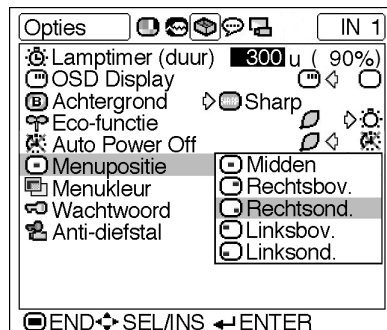 Opties IN 1
Lamptimer (duur) 300 u ( 90%)
OSD Display
Achtergrond Sharp
Eco-functie
Auto Power Off
Menupositie Midden
Menukleur Rechtsbov.
Wachtwoord Rechtsond.
Anti-diefstal Linksbov.
Linksond.
END SEL/INS ENTER